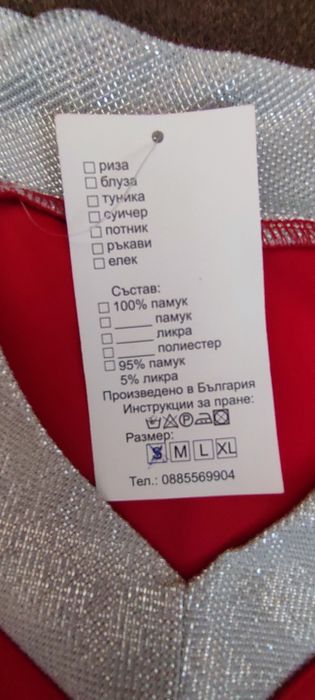 ☐ риза
☐ блуза
☐ туника
☐ суичер
☐ потник
☐ ръкави
☐ елек
Състав:
☐ 100% памук
☐ _____ памук
☐ _____ ликра
☐ _____ полиестер
☐ 95% памук
5% ликра
Произведено в България
Инструкции за пране:
P
Размер:
S M L XL
Тел.: 0885569904